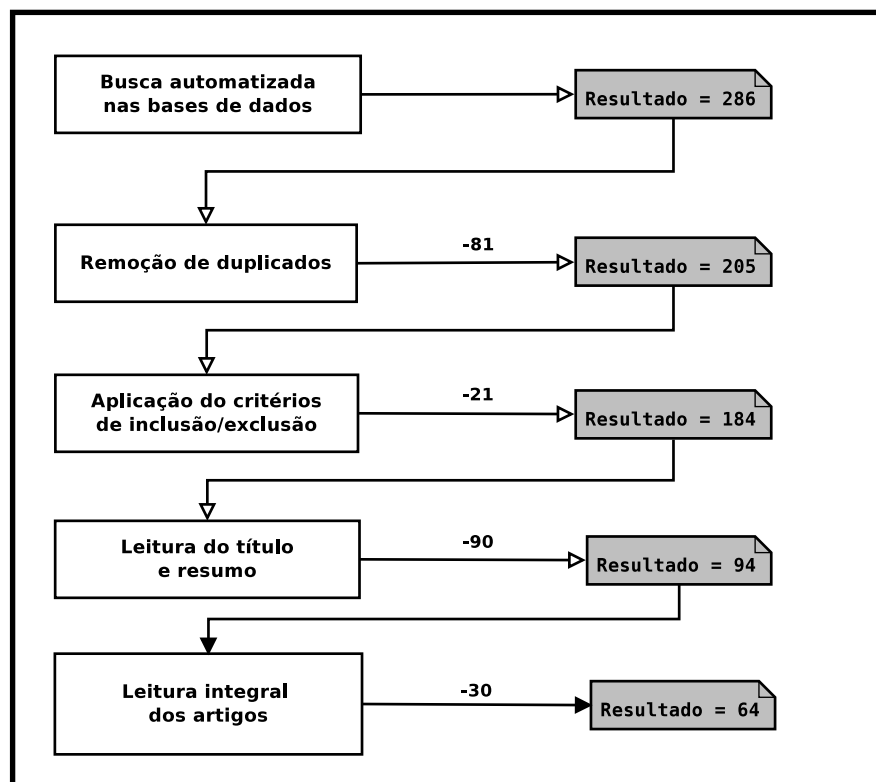 Busca automatizada
nas bases de dados
Resultado = 286
Remoção de duplicados
-81
Resultado = 205
Aplicação do critérios
de inclusão/exclusão
-21
Resultado = 184
Leitura do título
e resumo
-90
Resultado = 94
Leitura integral
dos artigos
-30
Resultado = 64